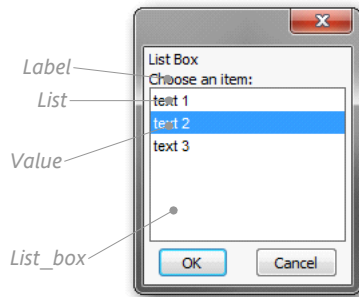 List Box
Label
Choose an item:
List
text 1
Value
text 2
text 3
List_box
OK
Cancel